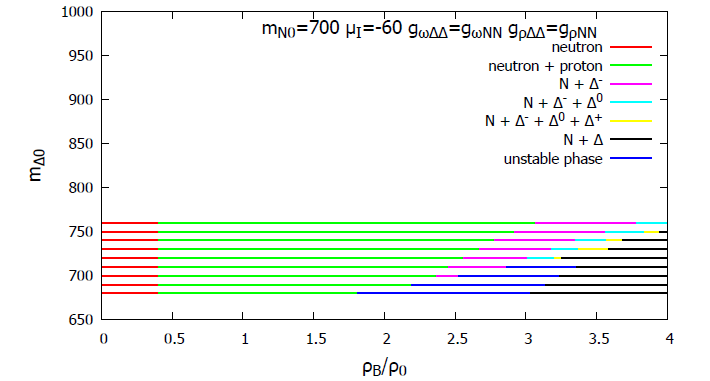 m_N0=700 μ_I=-60 g_ωΔΔ=g_ωNN g_ρΔΔ=g_ρNN
neutron
neutron + proton
N + Δ⁻
N + Δ⁻ + Δ⁰
N + Δ⁻ + Δ⁰ + Δ⁺
N + Δ
unstable phase
1000
950
900
850
800
750
700
650
m_Δ0
0 0.5 1 1.5 2 2.5 3 3.5 4
ρ_B/ρ_0